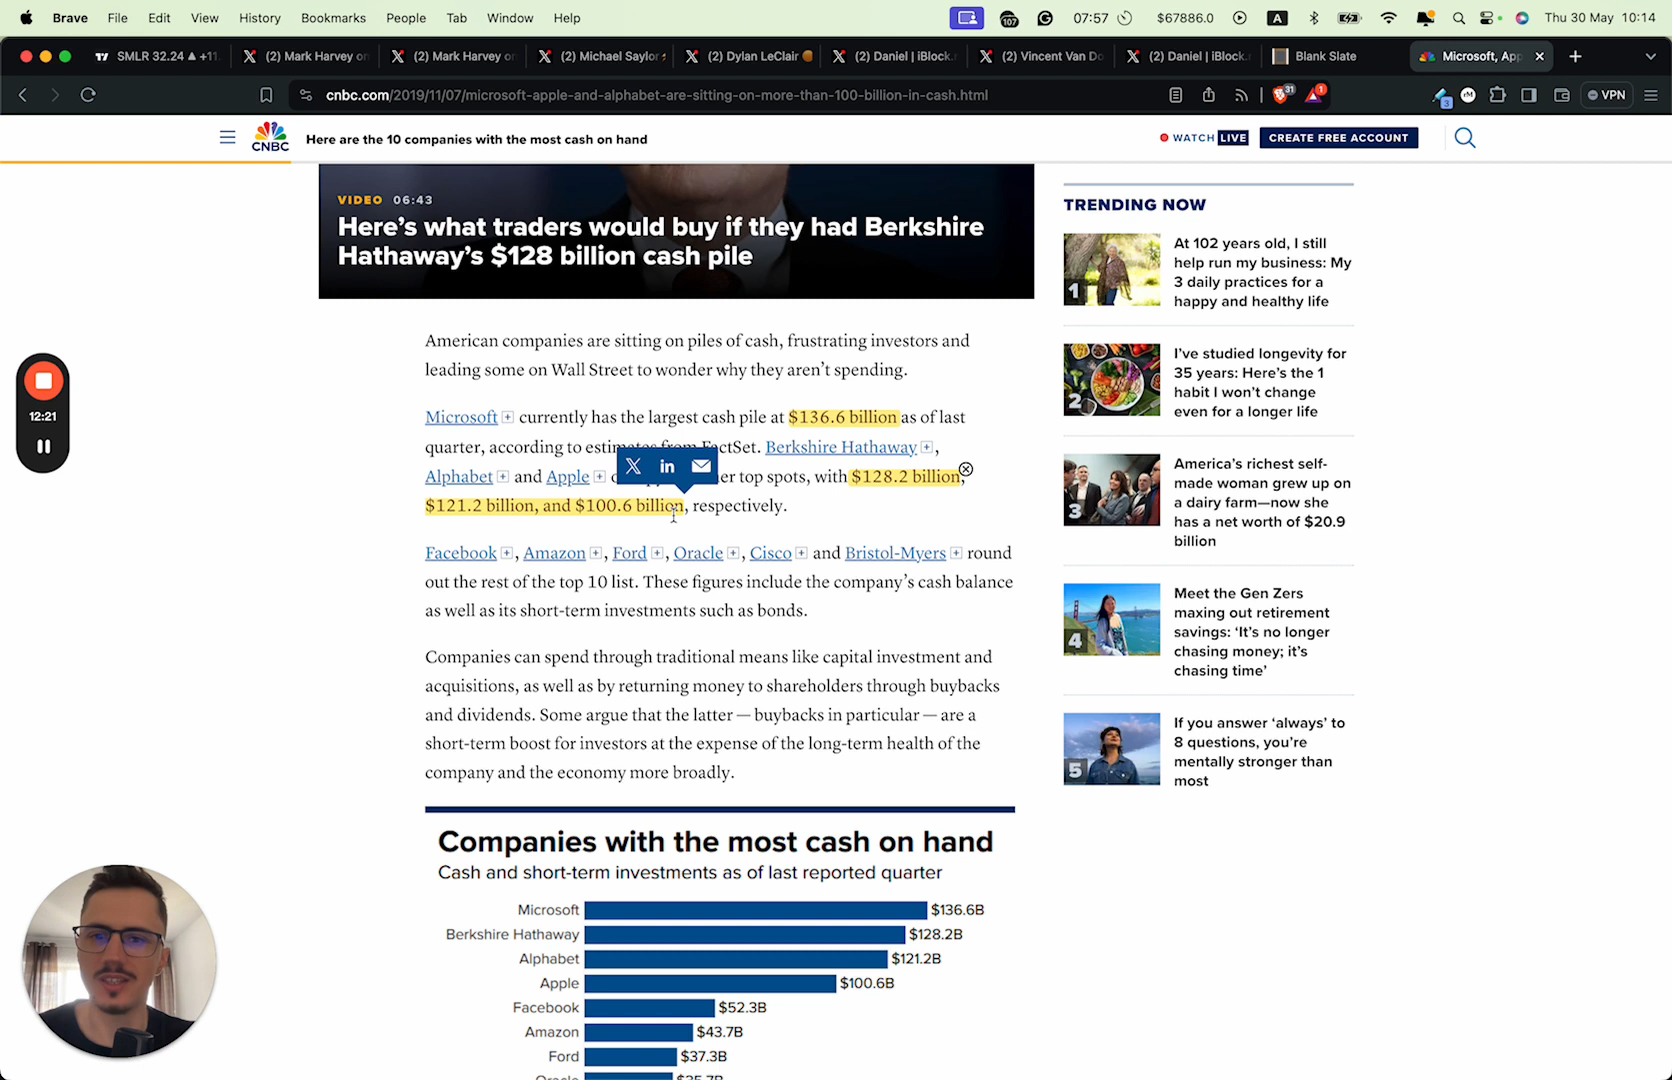 Brave File Edit View History Bookmarks People Tab Window Help
107 07:57 $67886.0 A Thu 30 May 10:14
SMLR 32.24 ▲ +11. (2) Mark Harvey on (2) Mark Harvey on (2) Michael Saylor (2) Dylan LeClair (2) Daniel | iBlock. (2) Vincent Van Do (2) Daniel | iBlock. Blank Slate Microsoft, App
cnbc.com/2019/11/07/microsoft-apple-and-alphabet-are-sitting-on-more-than-100-billion-in-cash.html 31 1 3 VPN
CNBC Here are the 10 companies with the most cash on hand WATCH LIVE CREATE FREE ACCOUNT
VIDEO 06:43
Here's what traders would buy if they had Berkshire
Hathaway's $128 billion cash pile
American companies are sitting on piles of cash, frustrating investors and
leading some on Wall Street to wonder why they aren't spending.
Microsoft currently has the largest cash pile at $136.6 billion as of last
quarter, according to estimates from FactSet. Berkshire Hathaway,
Alphabet and Apple top spots, with $128.2 billion,
$121.2 billion, and $100.6 billion, respectively.
Facebook, Amazon, Ford, Oracle, Cisco and Bristol-Myers round
out the rest of the top 10 list. These figures include the company's cash balance
as well as its short-term investments such as bonds.
Companies can spend through traditional means like capital investment and
acquisitions, as well as by returning money to shareholders through buybacks
and dividends. Some argue that the latter — buybacks in particular — are a
short-term boost for investors at the expense of the long-term health of the
company and the economy more broadly.
Companies with the most cash on hand
Cash and short-term investments as of last reported quarter
Microsoft $136.6B
Berkshire Hathaway $128.2B
Alphabet $121.2B
Apple $100.6B
Facebook $52.3B
Amazon $43.7B
Ford $37.3B
Oracle $35.7B
TRENDING NOW
1
At 102 years old, I still
help run my business: My
3 daily practices for a
happy and healthy life
2
I've studied longevity for
35 years: Here's the 1
habit I won't change
even for a longer life
3
America's richest self-
made woman grew up on
a dairy farm—now she
has a net worth of $20.9
billion
4
Meet the Gen Zers
maxing out retirement
savings: 'It's no longer
chasing money; it's
chasing time'
5
If you answer 'always' to
8 questions, you're
mentally stronger than
most
12:21